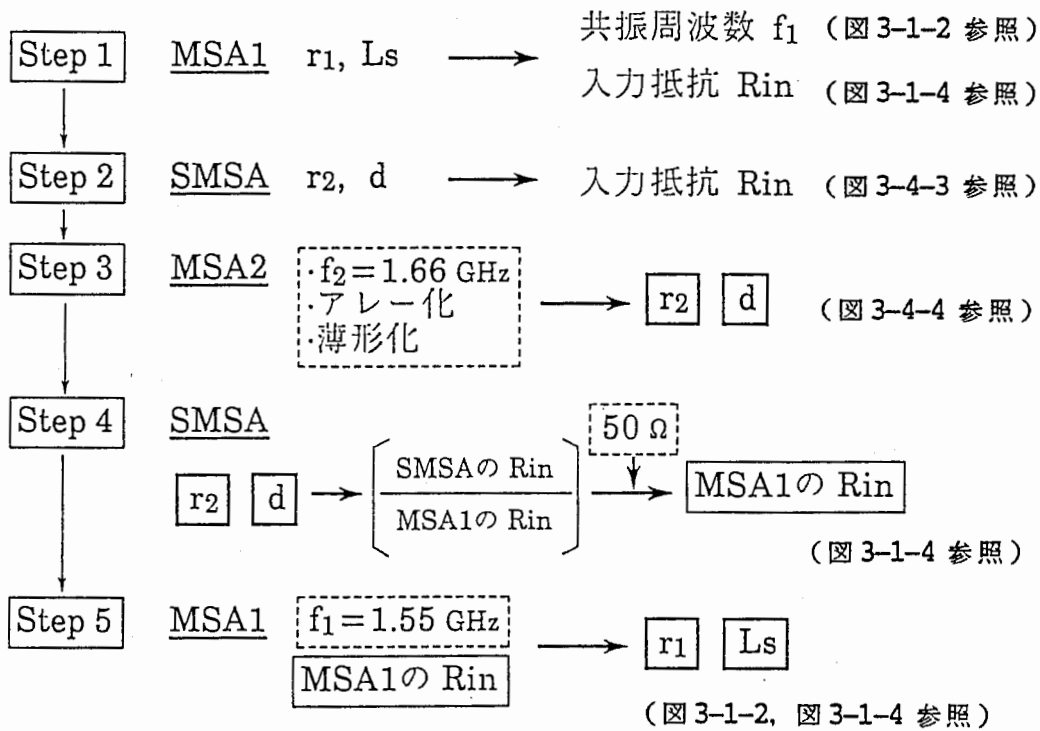 Step 1 MSA1 r1, Ls 共振周波数 f1 (図3-1-2 参照)
入力抵抗 Rin (図3-1-4 参照)
Step 2 SMSA r2, d 入力抵抗 Rin (図3-4-3 参照)
Step 3 MSA2 ·f2=1.66 GHz
·アレー化 r2 d (図3-4-4 参照)
·薄形化
Step 4 SMSA 50 Ω
r2 d SMSAの Rin MSA1の Rin
MSA1の Rin
(図3-1-4 参照)
Step 5 MSA1 f1=1.55 GHz r1 Ls
MSA1の Rin
(図3-1-2, 図3-1-4 参照)